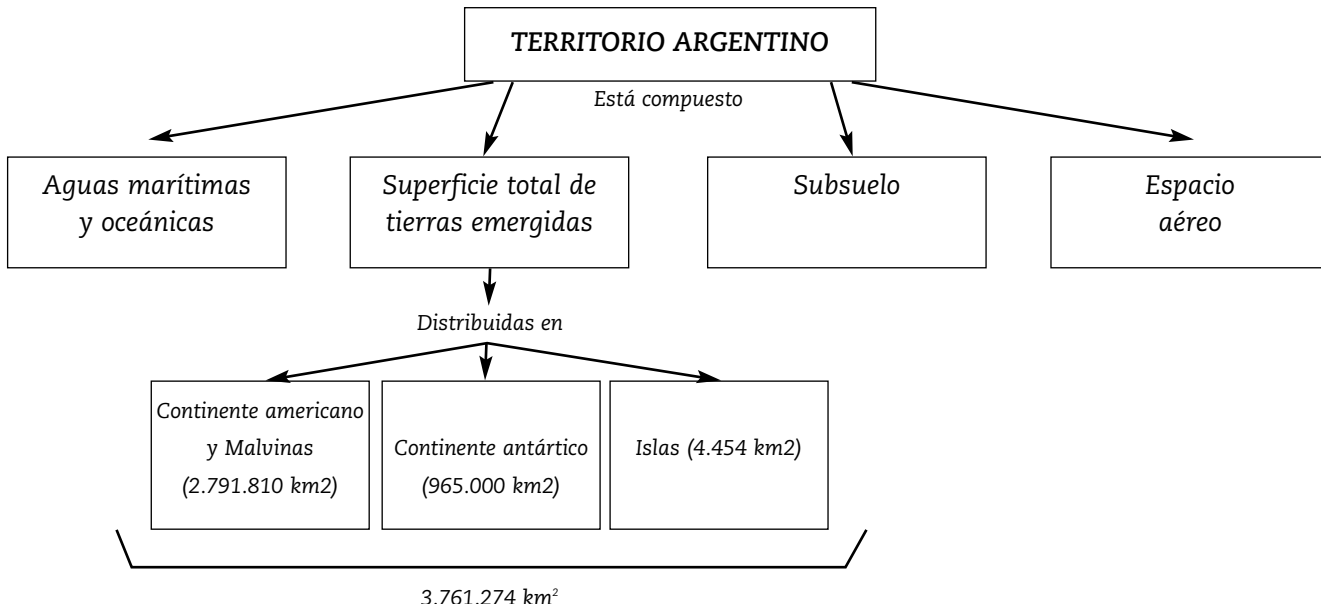 TERRITORIO ARGENTINO
Está compuesto
Aguas marítimas
y oceánicas
Superficie total de
tierras emergidas
Subsuelo
Espacio
aéreo
Distribuidas en
Continente americano
y Malvinas
(2.791.810 km2)
Continente antártico
(965.000 km2)
Islas (4.454 km2)
3.761.274 km²